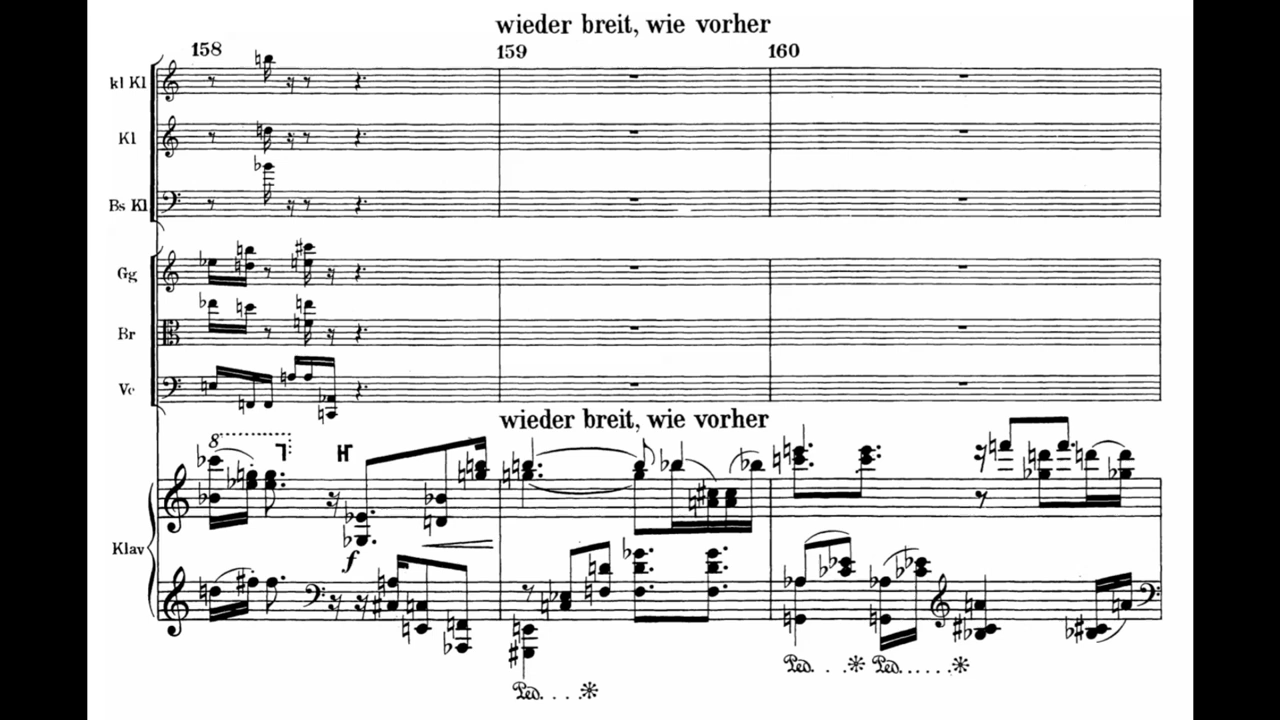 wieder breit, wie vorher
158 159 160
kl Kl
Kl
Bs Kl
Gg
Br
Vc
wieder breit, wie vorher
8
H
Klav
f
Ped. . . . Ped. . . . . .
Ped. . . .